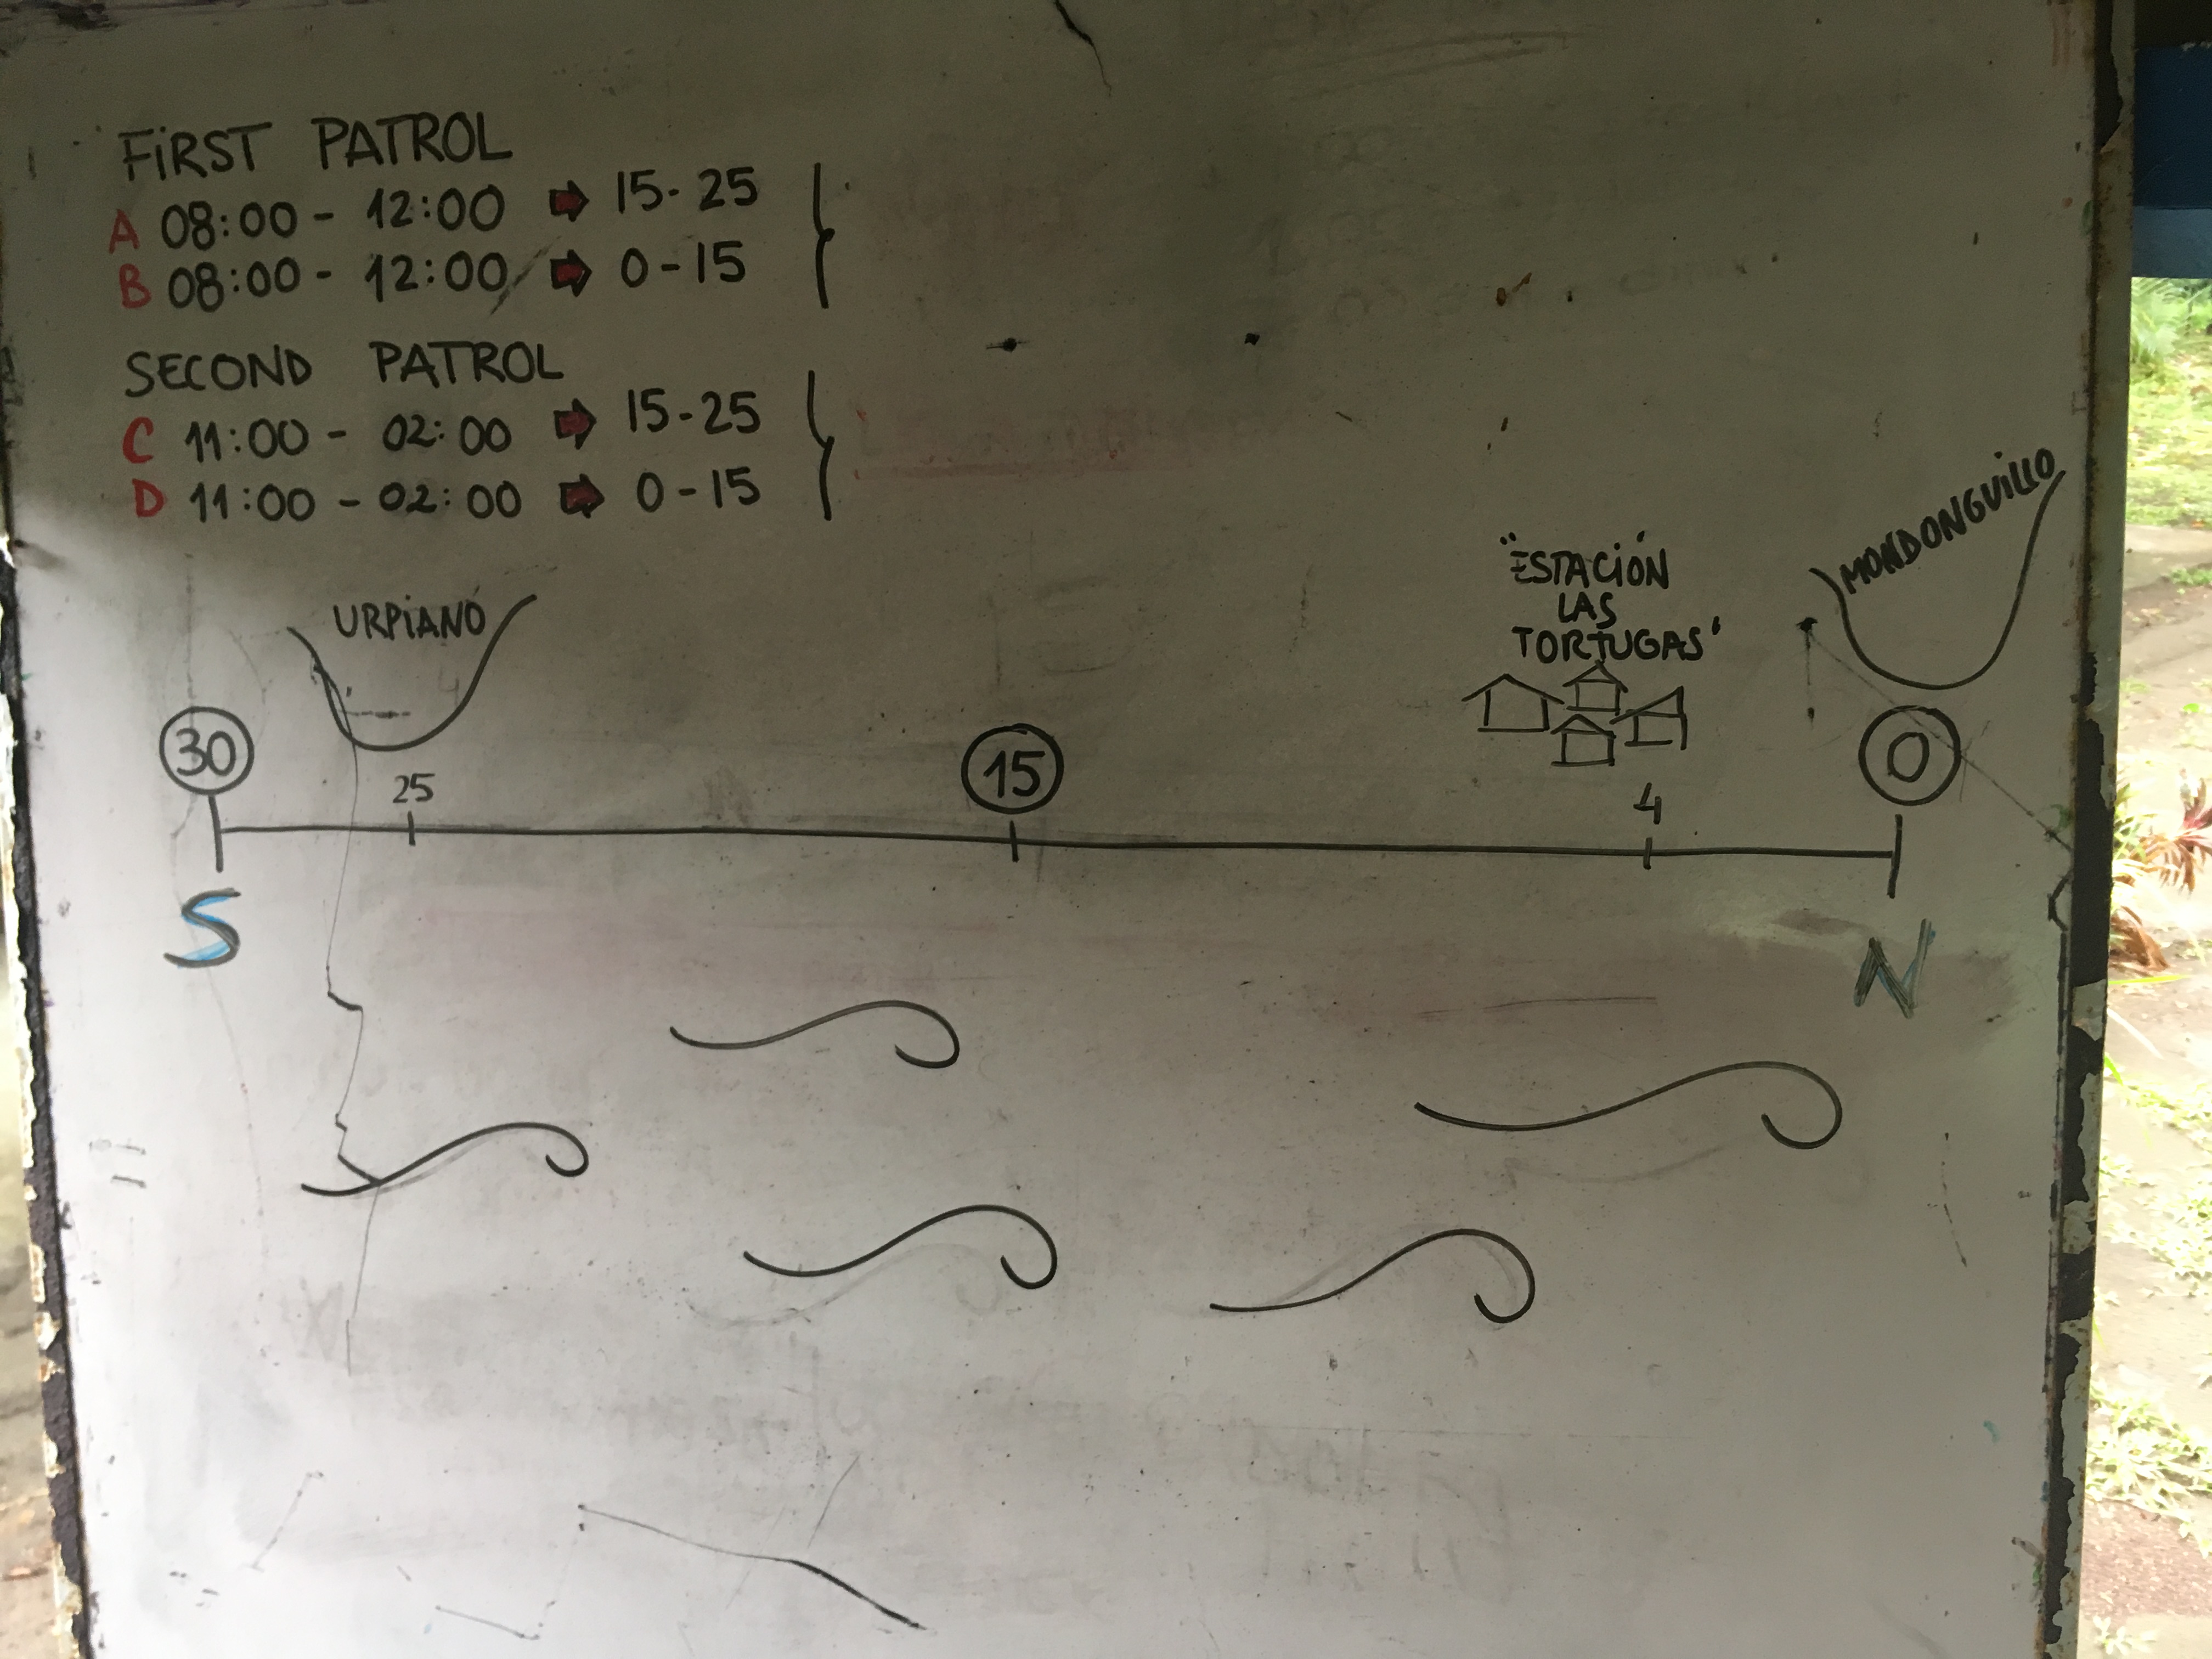 FiRST PATROL
A 08:00 - 12:00 ➡ 15-25
B 08:00 - 12:00 ➡ 0-15
SECOND PATROL
C 11:00 - 02:00 ➡ 15-25
D 11:00 - 02:00 ➡ 0-15
URPiANO
"ESTACiÓN
LAS
TORTUGAS"
MONDONGUiLLO
30
25
15
4
0
S
N